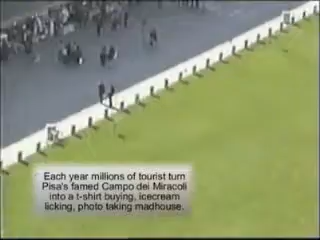 Each year millions of tourist turn
Pisa's famed Campo dei Miracoli
into a t-shirt buying, icecream
licking, photo taking madhouse.